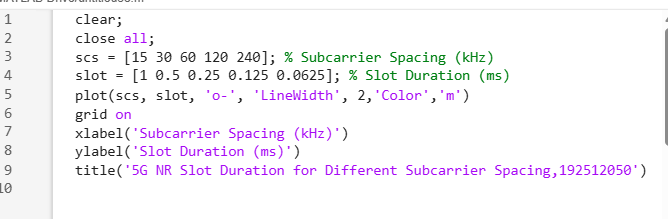 1 clear;
2 close all;
3 scs = [15 30 60 120 240]; % Subcarrier Spacing (kHz)
4 slot = [1 0.5 0.25 0.125 0.0625]; % Slot Duration (ms)
5 plot(scs, slot, 'o-', 'LineWidth', 2,'Color','m')
6 grid on
7 xlabel('Subcarrier Spacing (kHz)')
8 ylabel('Slot Duration (ms)')
9 title('5G NR Slot Duration for Different Subcarrier Spacing,192512050')
10